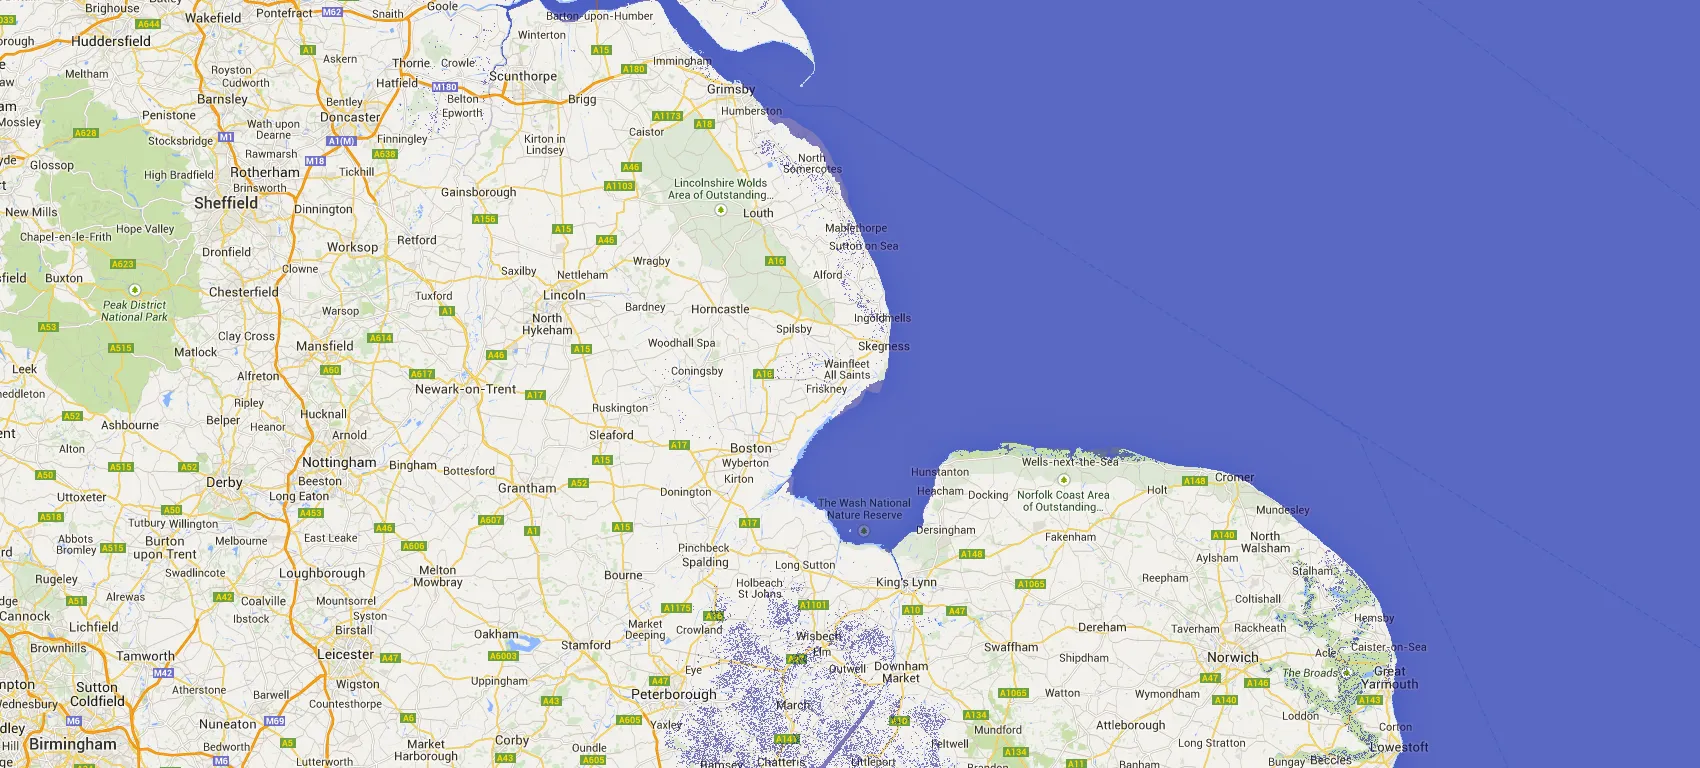 Brighouse
Wakefield
Pontefract
M62
Snaith
Goole
Barton-upon-Humber
A644
Winterton
Huddersfield
A1
Askern
A15
Meltham
Royston
Cudworth
Thorne
Crowle
Scunthorpe
A180
Immingham
Hatfield
M180
Grimsby
Barnsley
Bentley
Doncaster
Belton
Epworth
Brigg
Humberston
Penistone
A1173
A18
Mossley
A628
Stocksbridge
M1
Wath upon
Dearne
A1(M)
Finningley
Kirton in
Lindsey
Caistor
Rawmarsh
M18
A638
North
Somercotes
Glossop
High Bradfield
Rotherham
Tickhill
A46
Brinsworth
A1103
Lincolnshire Wolds
Area of Outstanding...
Gainsborough
Sheffield
New Mills
Dinnington
A156
Louth
Hope Valley
A15
Mablethorpe
Chapel-en-le-Frith
Dronfield
Worksop
Retford
A46
Sutton on Sea
A623
Clowne
Saxilby
Nettleham
Wragby
A16
Alford
Buxton
Chesterfield
Tuxford
Lincoln
Peak District
National Park
Warsop
A1
Bardney
Horncastle
Ingoldmells
A53
Clay Cross
A614
North
Hykeham
Spilsby
A515
Matlock
Mansfield
A46
A15
Woodhall Spa
Skegness
Leek
Alfreton
A60
A617
Coningsby
A16
Wainfleet
All Saints
Newark-on-Trent
A17
Friskney
Ripley
Hucknall
Ruskington
A52
Ashbourne
Belper
Heanor
Arnold
Sleaford
A17
Boston
Alton
Nottingham
Bingham
A15
Wyberton
Wells-next-the-Sea
A50
A515
A52
Derby
Beeston
Bottesford
Kirton
Hunstanton
Cromer
Uttoxeter
Long Eaton
Grantham
A52
Donington
Heacham
Docking
Norfolk Coast Area
of Outstanding...
Holt
A148
A50
A453
The Wash National
Nature Reserve
Mundesley
A518
Tutbury
Willington
A46
A607
A1
A15
A17
Dersingham
Fakenham
A140
North
Walsham
Abbots
Bromley
A515
Burton
upon Trent
Melbourne
East Leake
A606
Pinchbeck
Spalding
A148
Aylsham
Rugeley
Swadlincote
Loughborough
Melton
Mowbray
Bourne
Long Sutton
King's Lynn
Reepham
Stalham
A51
Alrewas
A42
Coalville
Mountsorrel
Holbeach
St Johns
A1065
Cannock
Ibstock
Syston
A1175
A1101
A10
A47
Coltishall
Lichfield
Birstall
Market
Deeping
Crowland
A16
Hemsby
Brownhills
Oakham
Stamford
Wisbech
Dereham
Taverham
Rackheath
Tamworth
Leicester
A47
A6003
Elm
Swaffham
Acle
Caister-on-Sea
M42
Eye
Outwell
Downham
Market
Shipdham
Norwich
The Broads
Great
Yarmouth
Sutton
Coldfield
Atherstone
Barwell
Wigston
Uppingham
A47
Peterborough
A47
A146
Countesthorpe
A43
March
A1065
Watton
Wymondham
A140
A143
M6
Nuneaton
M69
A6
A605
Yaxley
A10
A134
Attleborough
Loddon
Corton
Birmingham
Bedworth
A5
Market
Harborough
Corby
Oundle
A141
Feltwell
Mundford
Long Stratton
Lowestoft
M6
Lutterworth
A43
A605
Ramsey
Chatteris
Littleport
A134
Brandon
A11
Banham
Bungay
Beccles